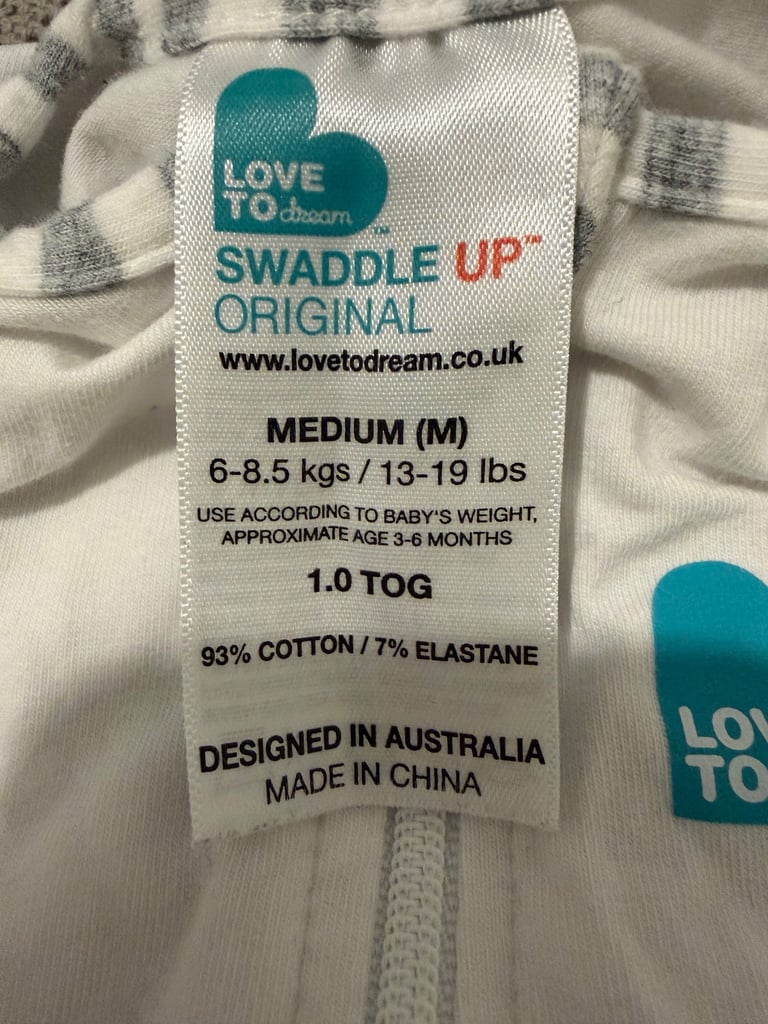 LOVE
TO dream™
SWADDLE UP™
ORIGINAL
www.lovetodream.co.uk
MEDIUM (M)
6-8.5 kgs / 13-19 lbs
USE ACCORDING TO BABY'S WEIGHT,
APPROXIMATE AGE 3-6 MONTHS
1.0 TOG
93% COTTON / 7% ELASTANE
DESIGNED IN AUSTRALIA
MADE IN CHINA
LOV
TO